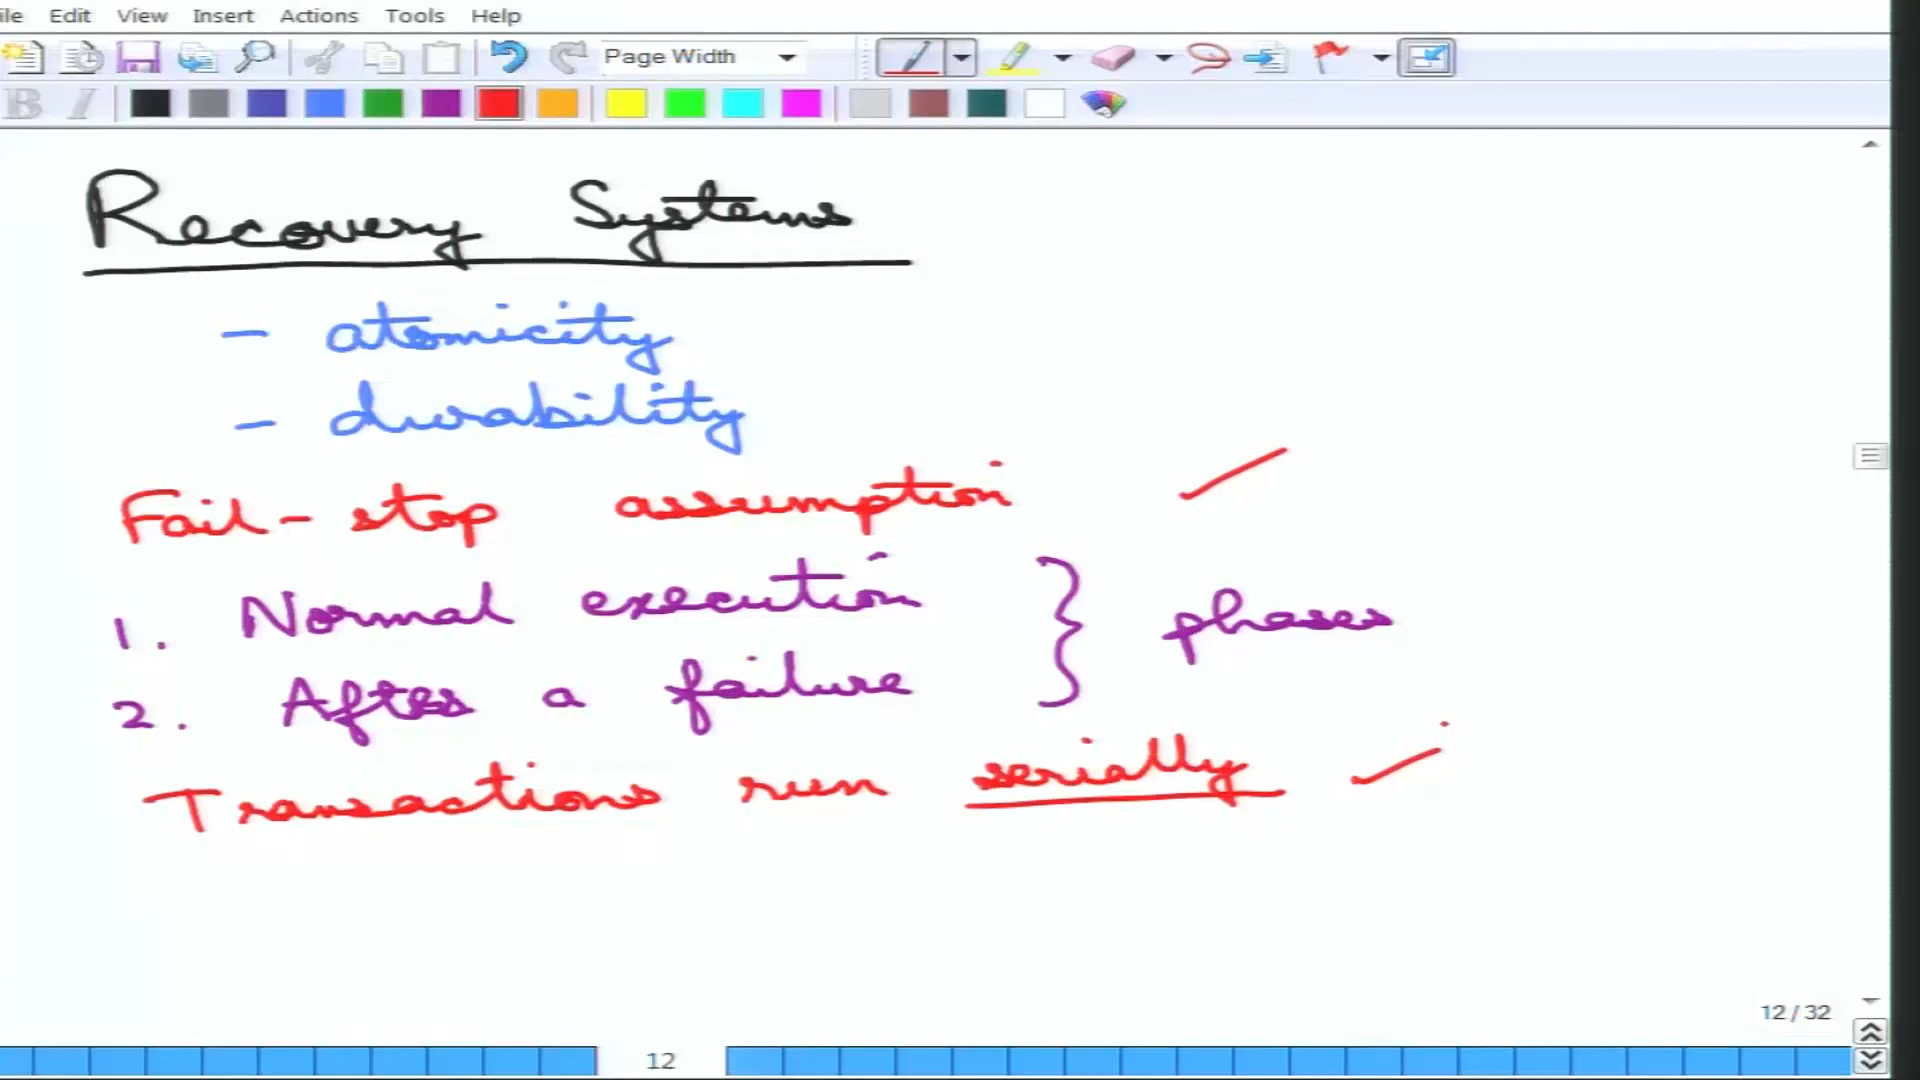 ile Edit View Insert Actions Tools Help
Page Width
B I
Recovery Systems
- atomicity
- durability
Fail-stop assumption ✓
1. Normal execution } phases
2. After a failure
Transactions run serially ✓
12 / 32
12